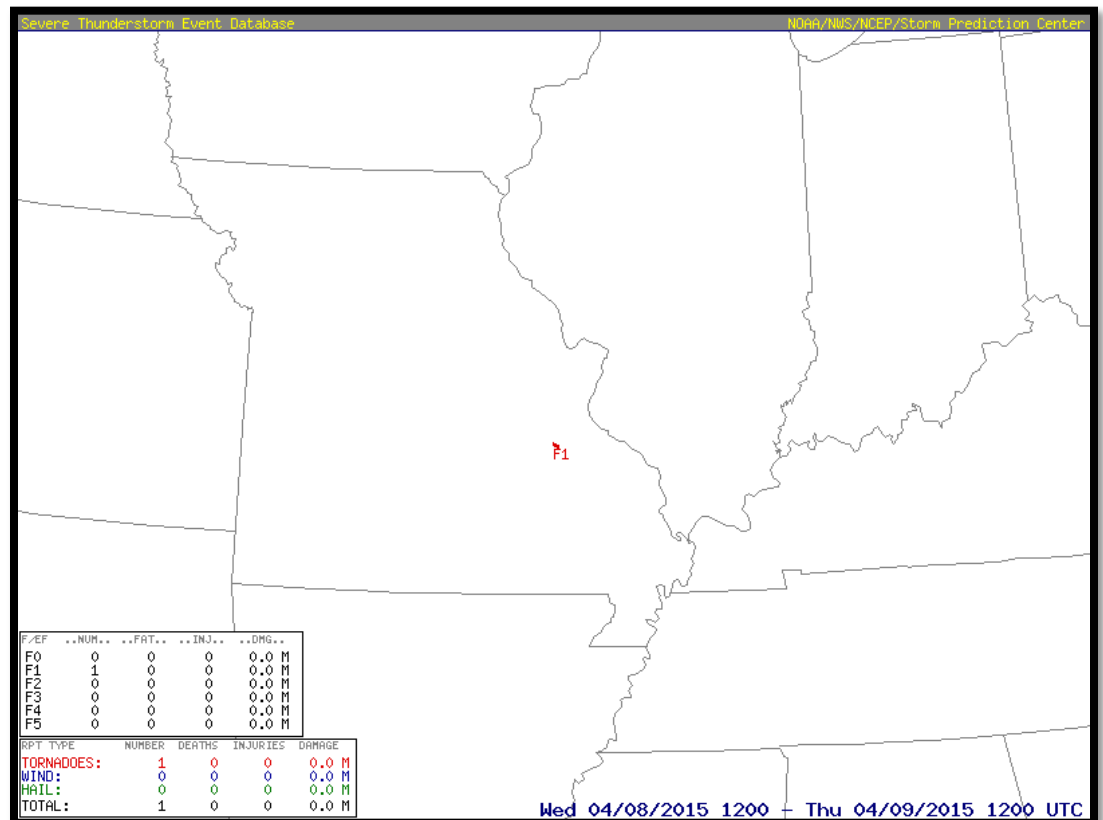 Severe Thunderstorm Event Database NOAA/NWS/NCEP/Storm Prediction Center
F1
F/EF ..NUM.. ..FAT.. ..INJ.. ..DMG..
F0 0 0 0 0.0 M
F1 1 0 0 0.0 M
F2 0 0 0 0.0 M
F3 0 0 0 0.0 M
F4 0 0 0 0.0 M
F5 0 0 0 0.0 M
RPT TYPE NUMBER DEATHS INJURIES DAMAGE
TORNADOES: 1 0 0 0.0 M
WIND: 0 0 0 0.0 M
HAIL: 0 0 0 0.0 M
TOTAL: 1 0 0 0.0 M
Wed 04/08/2015 1200 - Thu 04/09/2015 1200 UTC